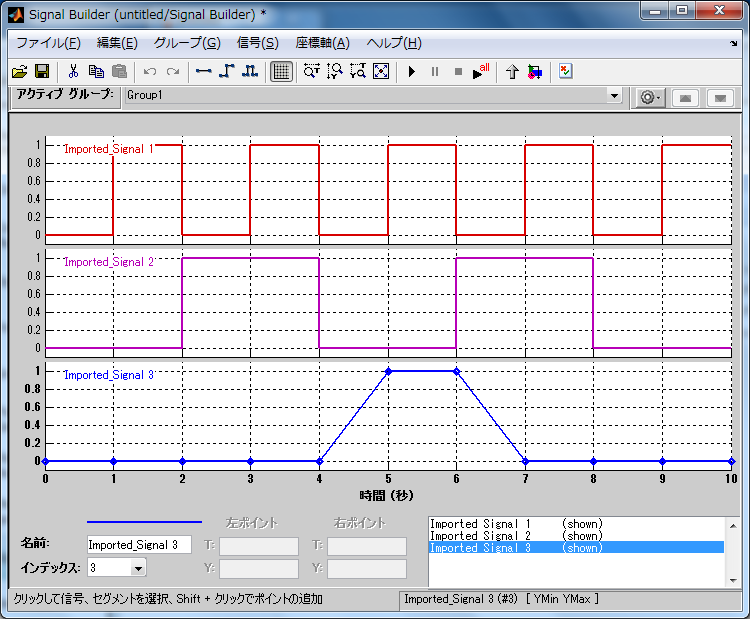 Signal Builder (untitled/Signal Builder) *
ファイル(F) 編集(E) グループ(G) 信号(S) 座標軸(A) ヘルプ(H)
all
アクティブ グループ: Group1
Imported_Signal 1
1
0.8
0.6
0.4
0.2
0
Imported_Signal 2
1
0.8
0.6
0.4
0.2
0
Imported_Signal 3
1
0.8
0.6
0.4
0.2
0
0 1 2 3 4 5 6 7 8 9 10
時間 (秒)
左ポイント 右ポイント
名前: Imported_Signal 3 T: T:
インデックス: 3 Y: Y:
Imported Signal 1 (shown)
Imported Signal 2 (shown)
Imported Signal 3 (shown)
クリックして信号、セグメントを選択、Shift + クリックでポイントの追加 Imported_Signal 3 (#3) [ YMin YMax ]